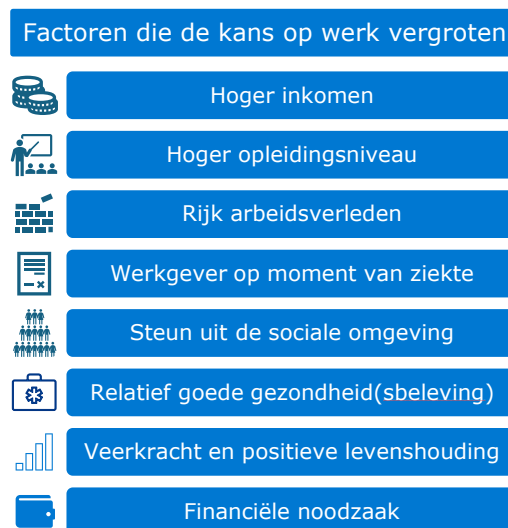 Factoren die de kans op werk vergroten
Hoger inkomen
Hoger opleidingsniveau
Rijk arbeidsverleden
Werkgever op moment van ziekte
Steun uit de sociale omgeving
Relatief goede gezondheid(sbeleving)
Veerkracht en positieve levenshouding
Financiële noodzaak